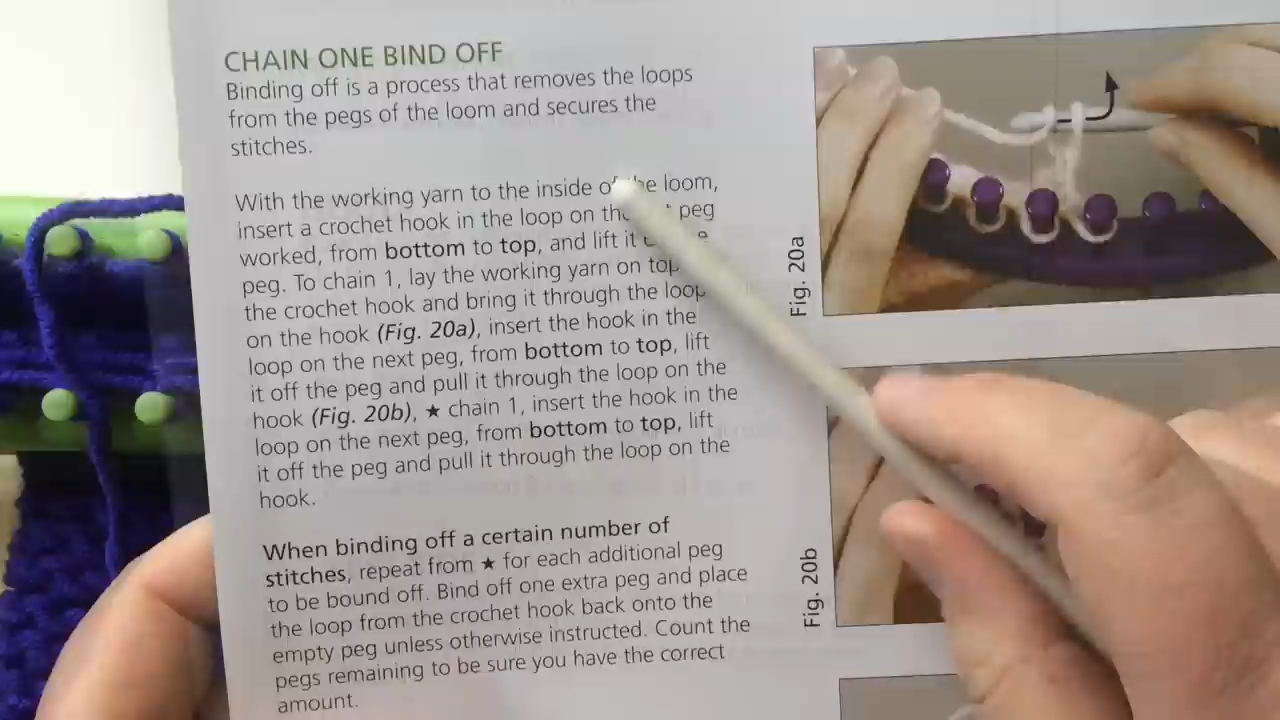 CHAIN ONE BIND OFF
Binding off is a process that removes the loops
from the pegs of the loom and secures the
stitches.
With the working yarn to the inside of the loom,
insert a crochet hook in the loop on the peg
worked, from bottom to top, and lift it
peg. To chain 1, lay the working yarn on top
the crochet hook and bring it through the loop
on the hook (Fig. 20a), insert the hook in the
loop on the next peg, from bottom to top, lift
it off the peg and pull it through the loop on the
hook (Fig. 20b), ★ chain 1, insert the hook in the
loop on the next peg, from bottom to top, lift
it off the peg and pull it through the loop on the
hook.
When binding off a certain number of
stitches, repeat from ★ for each additional peg
to be bound off. Bind off one extra peg and place
the loop from the crochet hook back onto the
empty peg unless otherwise instructed. Count the
pegs remaining to be sure you have the correct
amount.
Fig. 20a
Fig. 20b